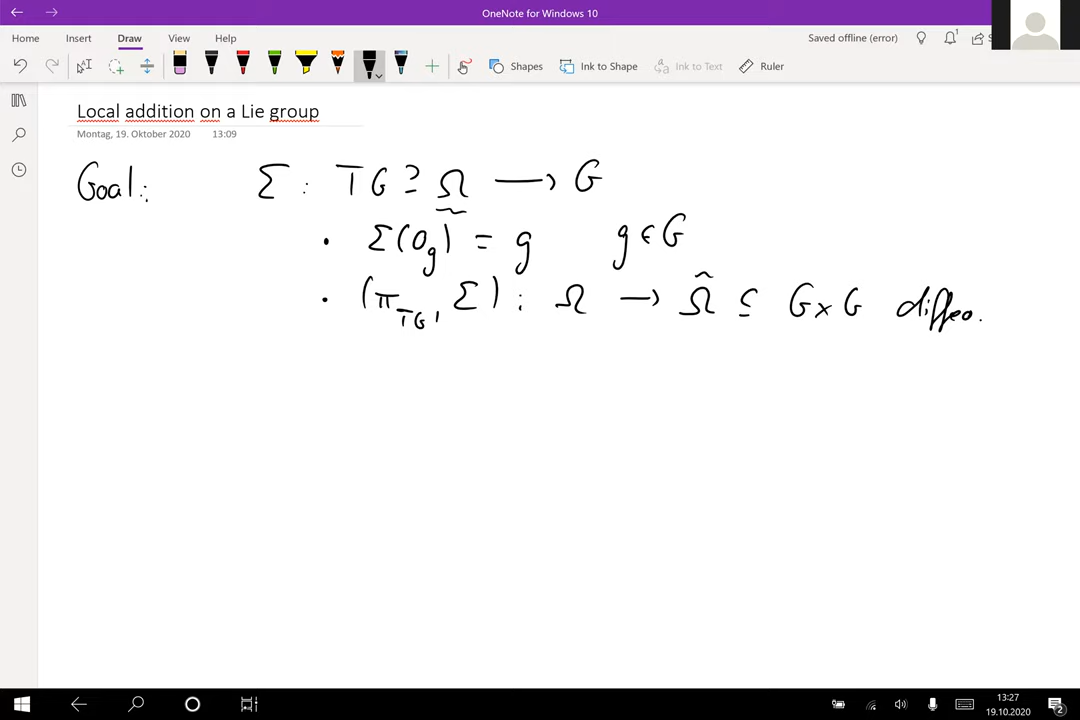 OneNote for Windows 10
Home Insert Draw View Help
Saved offline (error)
Shapes Ink to Shape Ink to Text Ruler
Local addition on a Lie group
Montag, 19. Oktober 2020 13:09
Goal: Σ : TG ⊇ Ω → G
• Σ(0_g) = g g ∈ G
• (π_TG, Σ) : Ω → Ω̂ ⊆ G × G diffeo.
13:27
19.10.2020
2